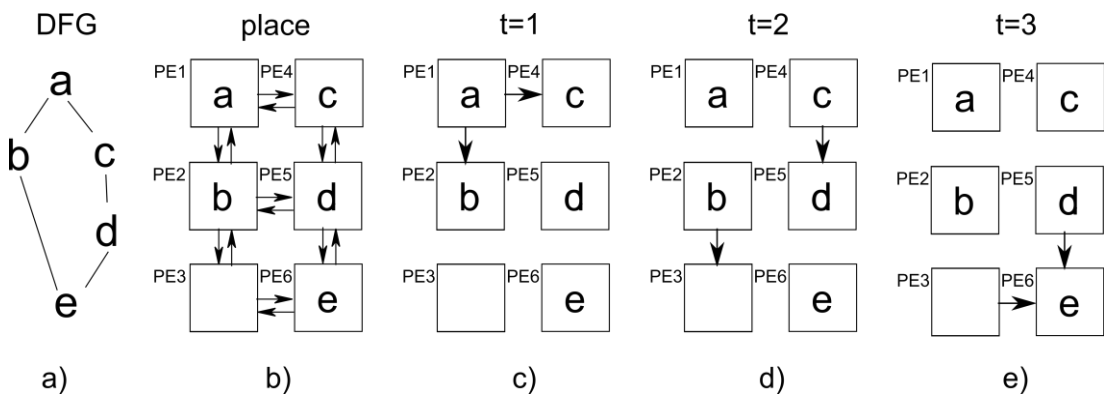 DFG place t=1 t=2 t=3
a
b c
d
e
PE1 a PE4 c PE1 a PE4 c PE1 a PE4 c PE1 a PE4 c
PE2 b PE5 d PE2 b PE5 d PE2 b PE5 d PE2 b PE5 d
PE3 PE6 e PE3 PE6 e PE3 PE6 e PE3 PE6 e
a) b) c) d) e)